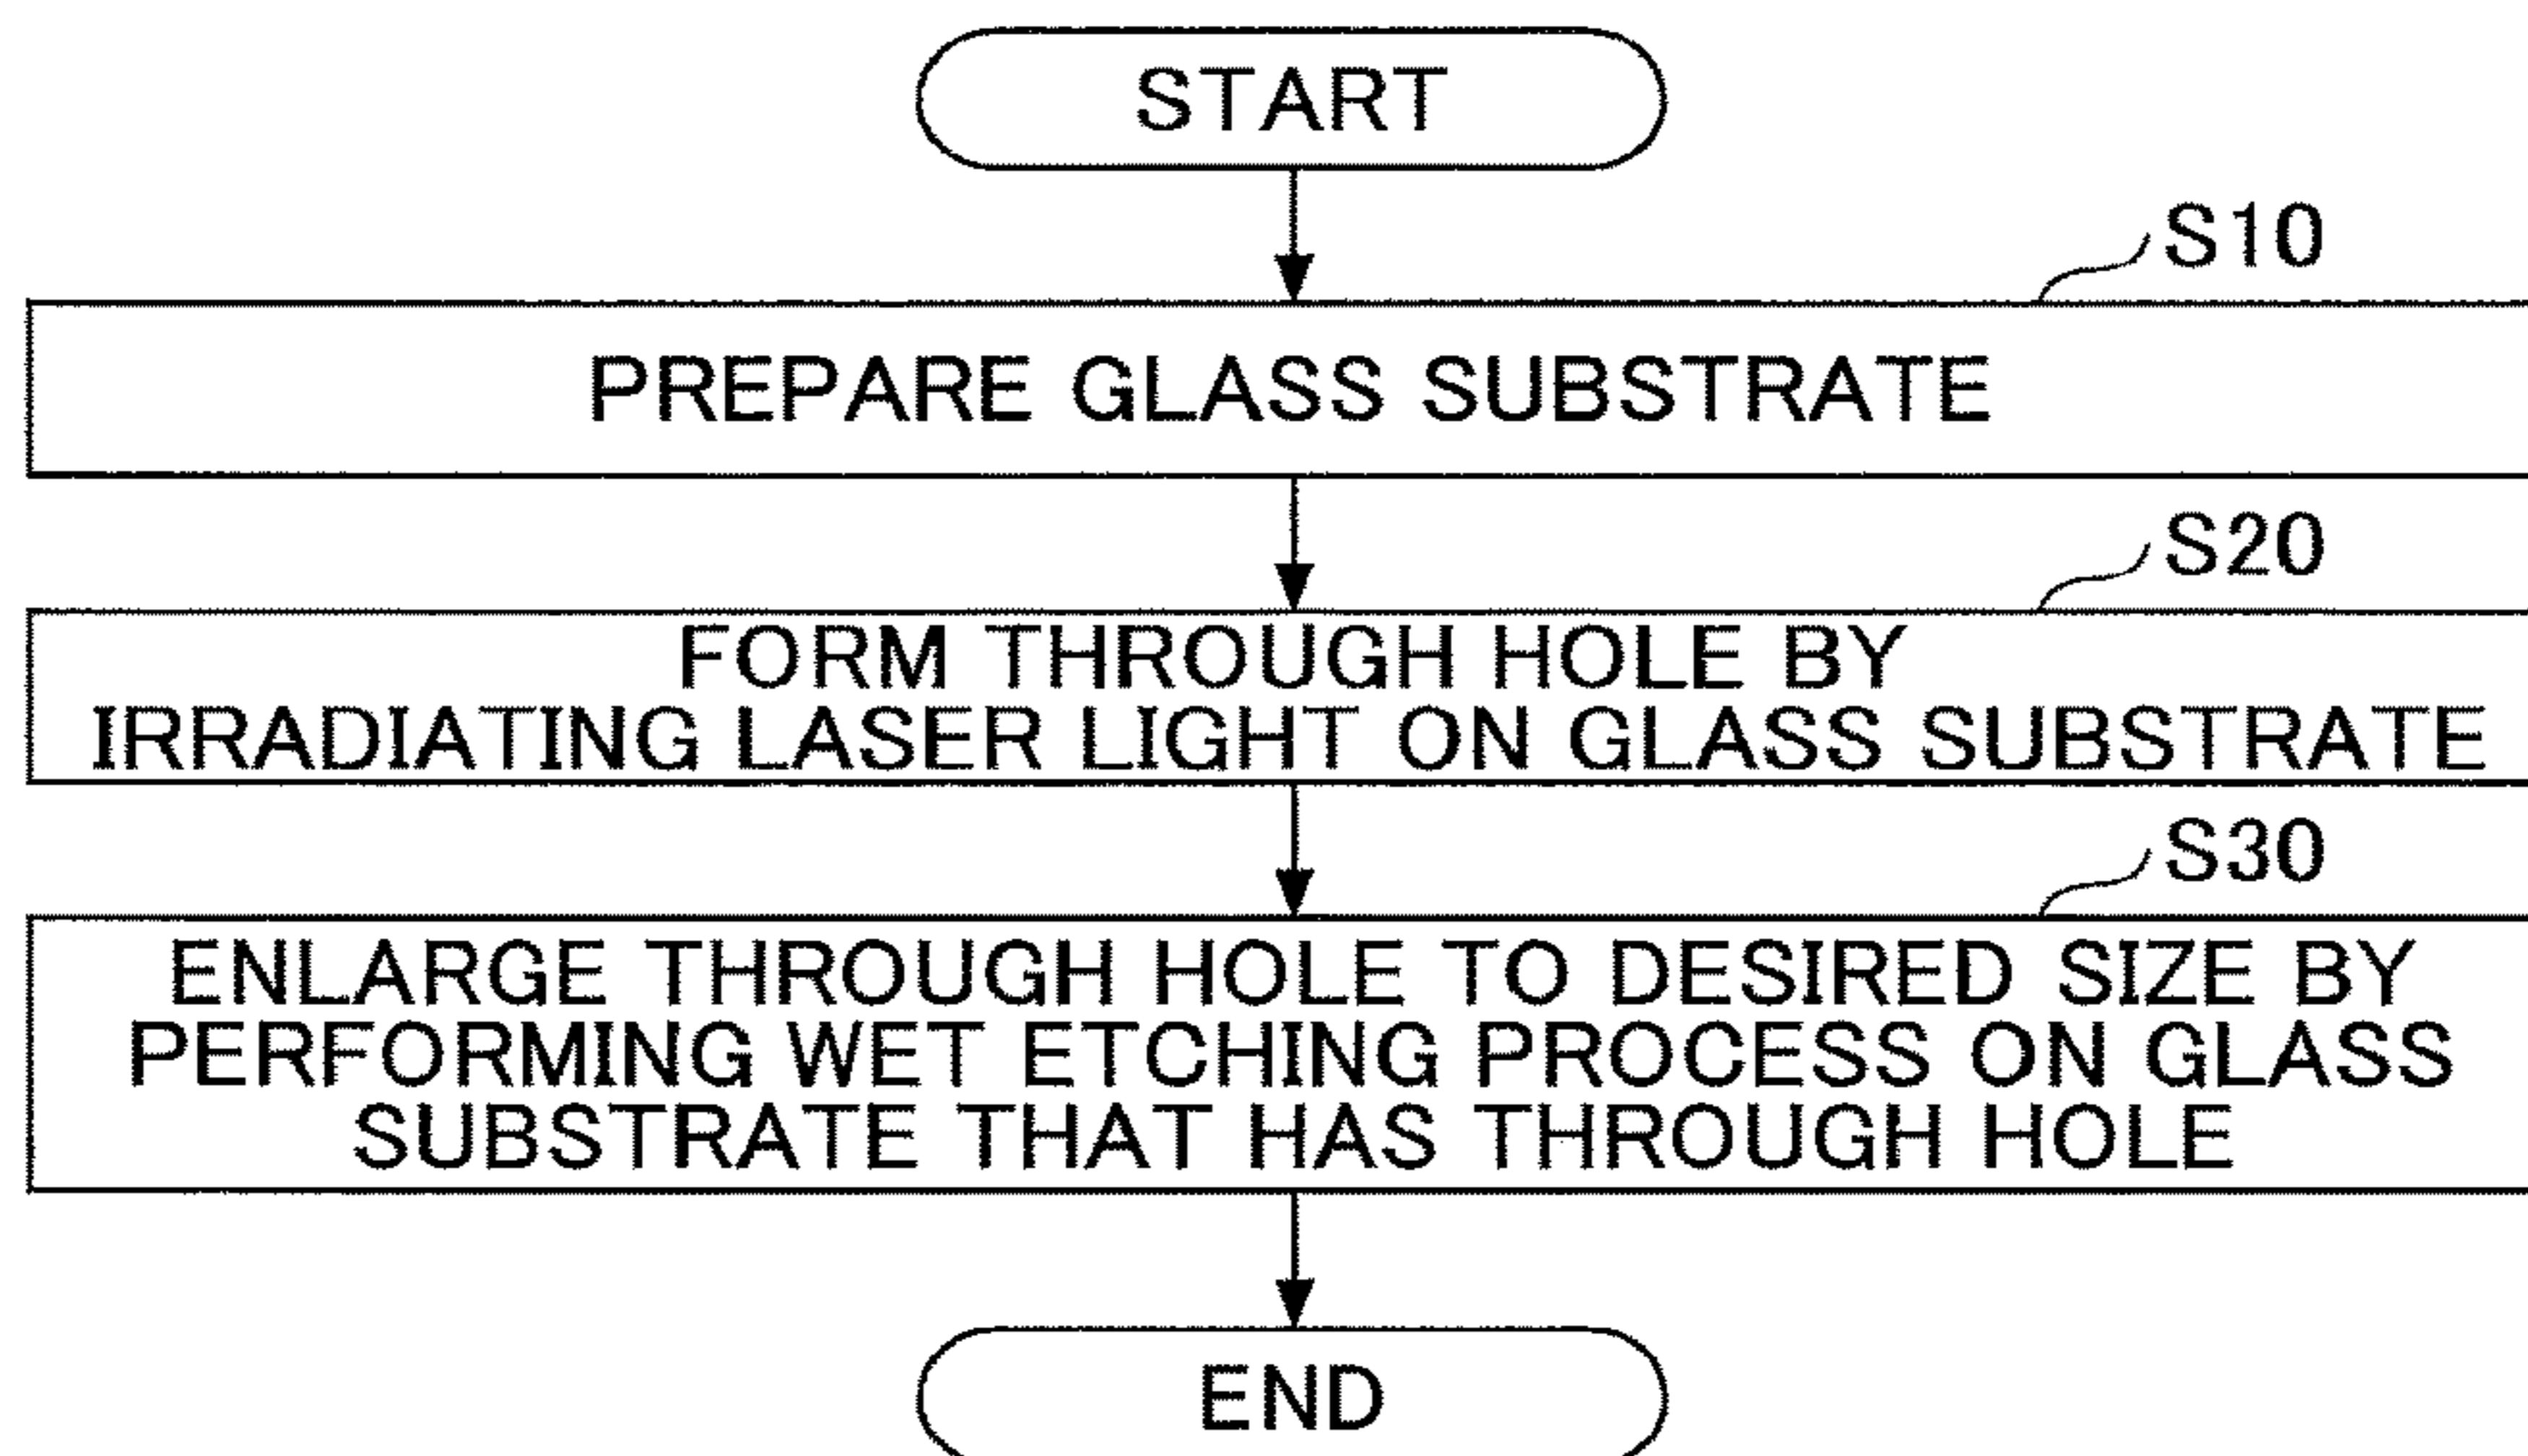 START
S10
PREPARE GLASS SUBSTRATE
S20
FORM THROUGH HOLE BY
IRRADIATING LASER LIGHT ON GLASS SUBSTRATE
S30
ENLARGE THROUGH HOLE TO DESIRED SIZE BY
PERFORMING WET ETCHING PROCESS ON GLASS
SUBSTRATE THAT HAS THROUGH HOLE
END